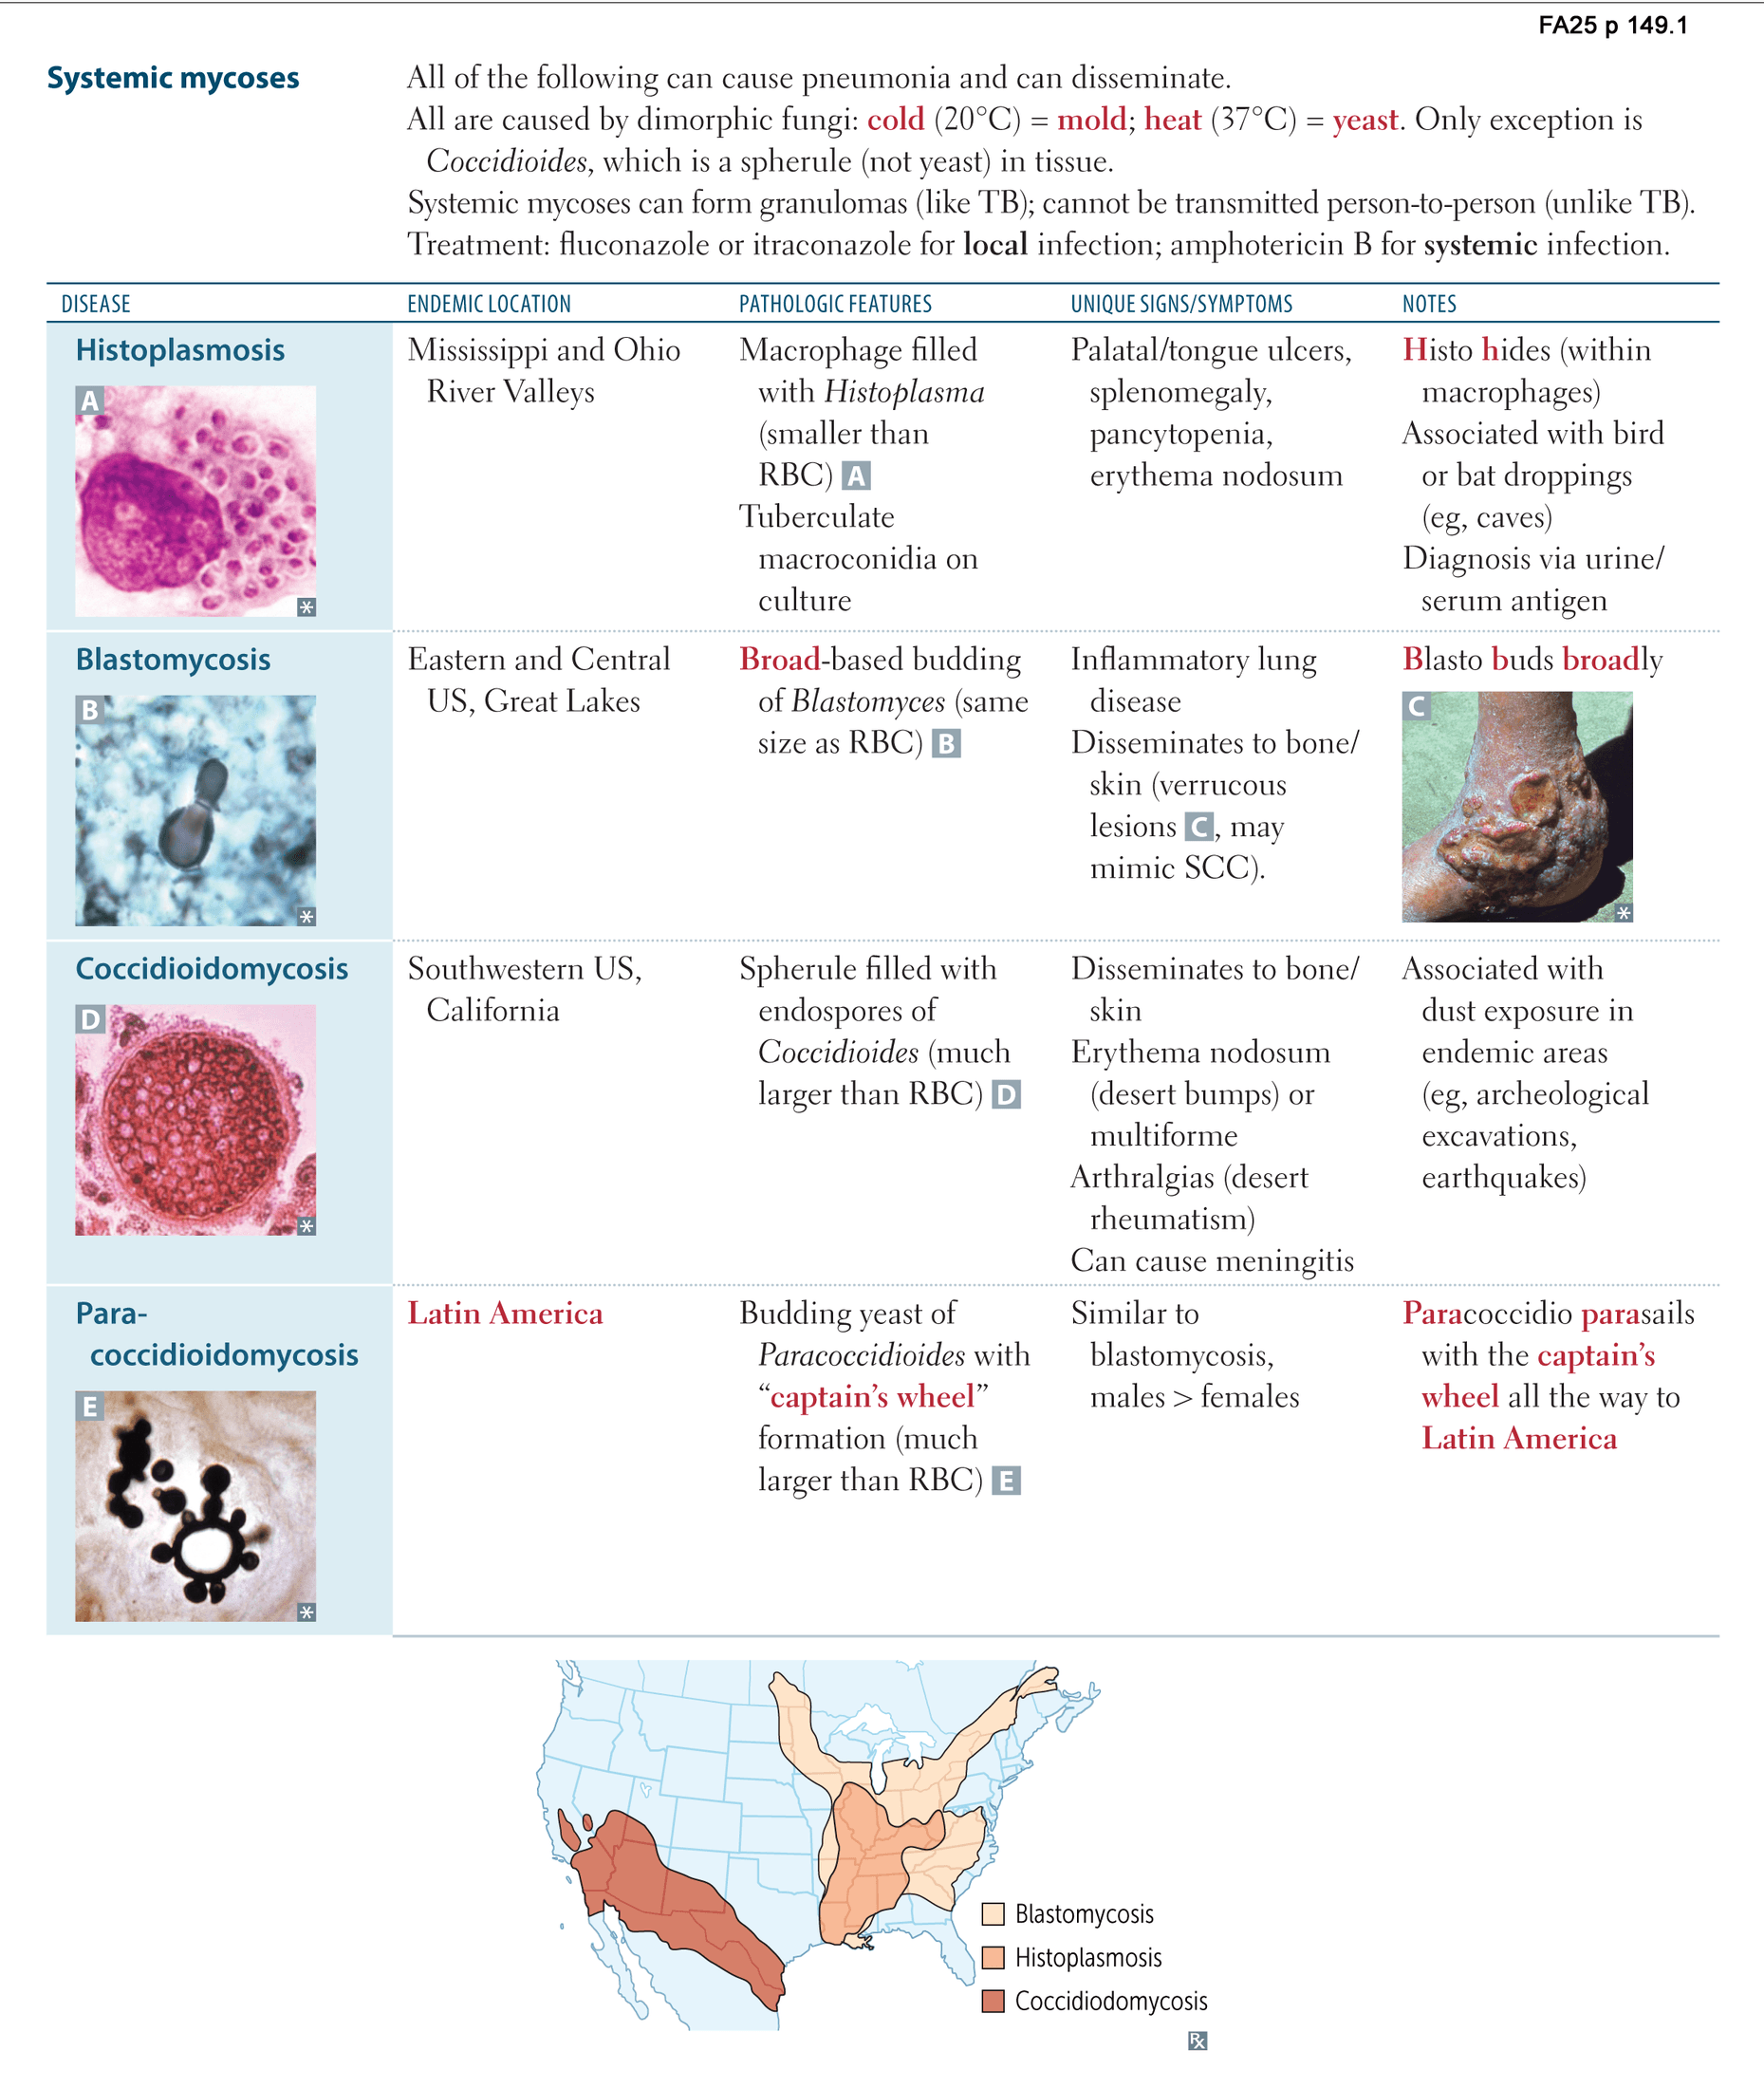 FA25 p 149.1
Systemic mycoses
All of the following can cause pneumonia and can disseminate.
All are caused by dimorphic fungi: cold (20°C) = mold; heat (37°C) = yeast. Only exception is
Coccidioides, which is a spherule (not yeast) in tissue.
Systemic mycoses can form granulomas (like TB); cannot be transmitted person-to-person (unlike TB).
Treatment: fluconazole or itraconazole for local infection; amphotericin B for systemic infection.
DISEASE
ENDEMIC LOCATION
PATHOLOGIC FEATURES
UNIQUE SIGNS/SYMPTOMS
NOTES
Histoplasmosis
A
Mississippi and Ohio
River Valleys
Macrophage filled
with Histoplasma
(smaller than
RBC) A
Tuberculate
macroconidia on
culture
Palatal/tongue ulcers,
splenomegaly,
pancytopenia,
erythema nodosum
Histo hides (within
macrophages)
Associated with bird
or bat droppings
(eg, caves)
Diagnosis via urine/
serum antigen
Blastomycosis
B
Eastern and Central
US, Great Lakes
Broad-based budding
of Blastomyces (same
size as RBC) B
Inflammatory lung
disease
Disseminates to bone/
skin (verrucous
lesions C, may
mimic SCC).
Blasto buds broadly
C
Coccidioidomycosis
D
Southwestern US,
California
Spherule filled with
endospores of
Coccidioides (much
larger than RBC) D
Disseminates to bone/
skin
Erythema nodosum
(desert bumps) or
multiforme
Arthralgias (desert
rheumatism)
Can cause meningitis
Associated with
dust exposure in
endemic areas
(eg, archeological
excavations,
earthquakes)
Para-
coccidioidomycosis
E
Latin America
Budding yeast of
Paracoccidioides with
“captain’s wheel”
formation (much
larger than RBC) E
Similar to
blastomycosis,
males > females
Paracoccidio parasails
with the captain’s
wheel all the way to
Latin America
Blastomycosis
Histoplasmosis
Coccidiodomycosis
Rx